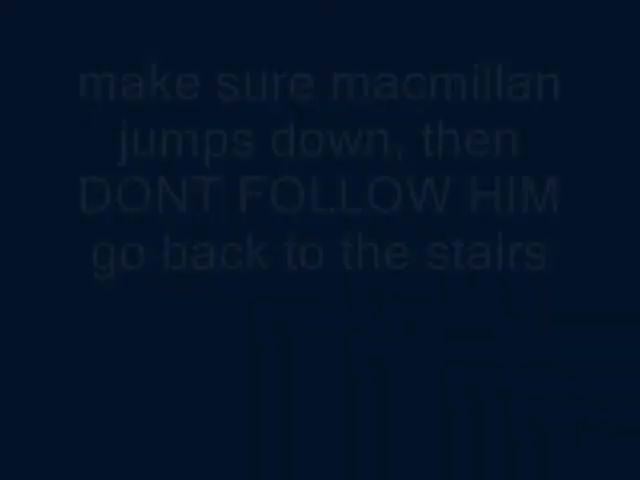 make sure macmillan
jumps down, then
DONT FOLLOW HIM
go back to the stairs